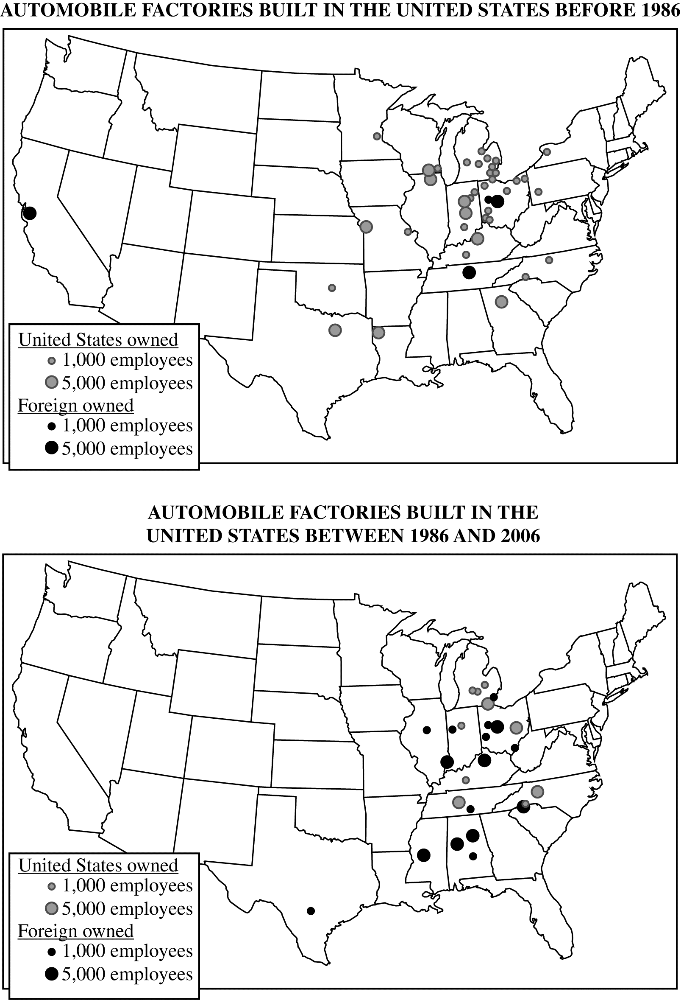 AUTOMOBILE FACTORIES BUILT IN THE UNITED STATES BEFORE 1986
United States owned
1,000 employees
5,000 employees
Foreign owned
1,000 employees
5,000 employees
AUTOMOBILE FACTORIES BUILT IN THE
UNITED STATES BETWEEN 1986 AND 2006
United States owned
1,000 employees
5,000 employees
Foreign owned
1,000 employees
5,000 employees